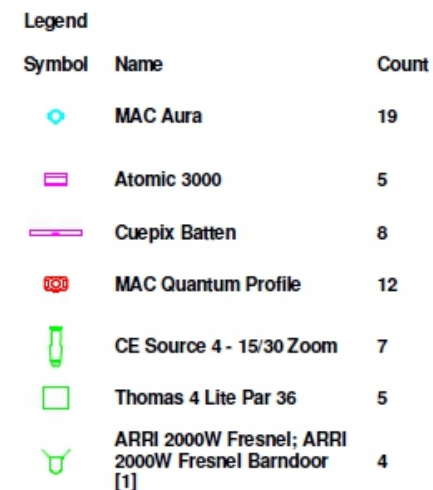 Legend
Symbol Name Count
MAC Aura 19
Atomic 3000 5
Cuepix Batten 8
MAC Quantum Profile 12
CE Source 4 - 15/30 Zoom 7
Thomas 4 Lite Par 36 5
ARRI 2000W Fresnel; ARRI
2000W Fresnel Barndoor 4
[1]